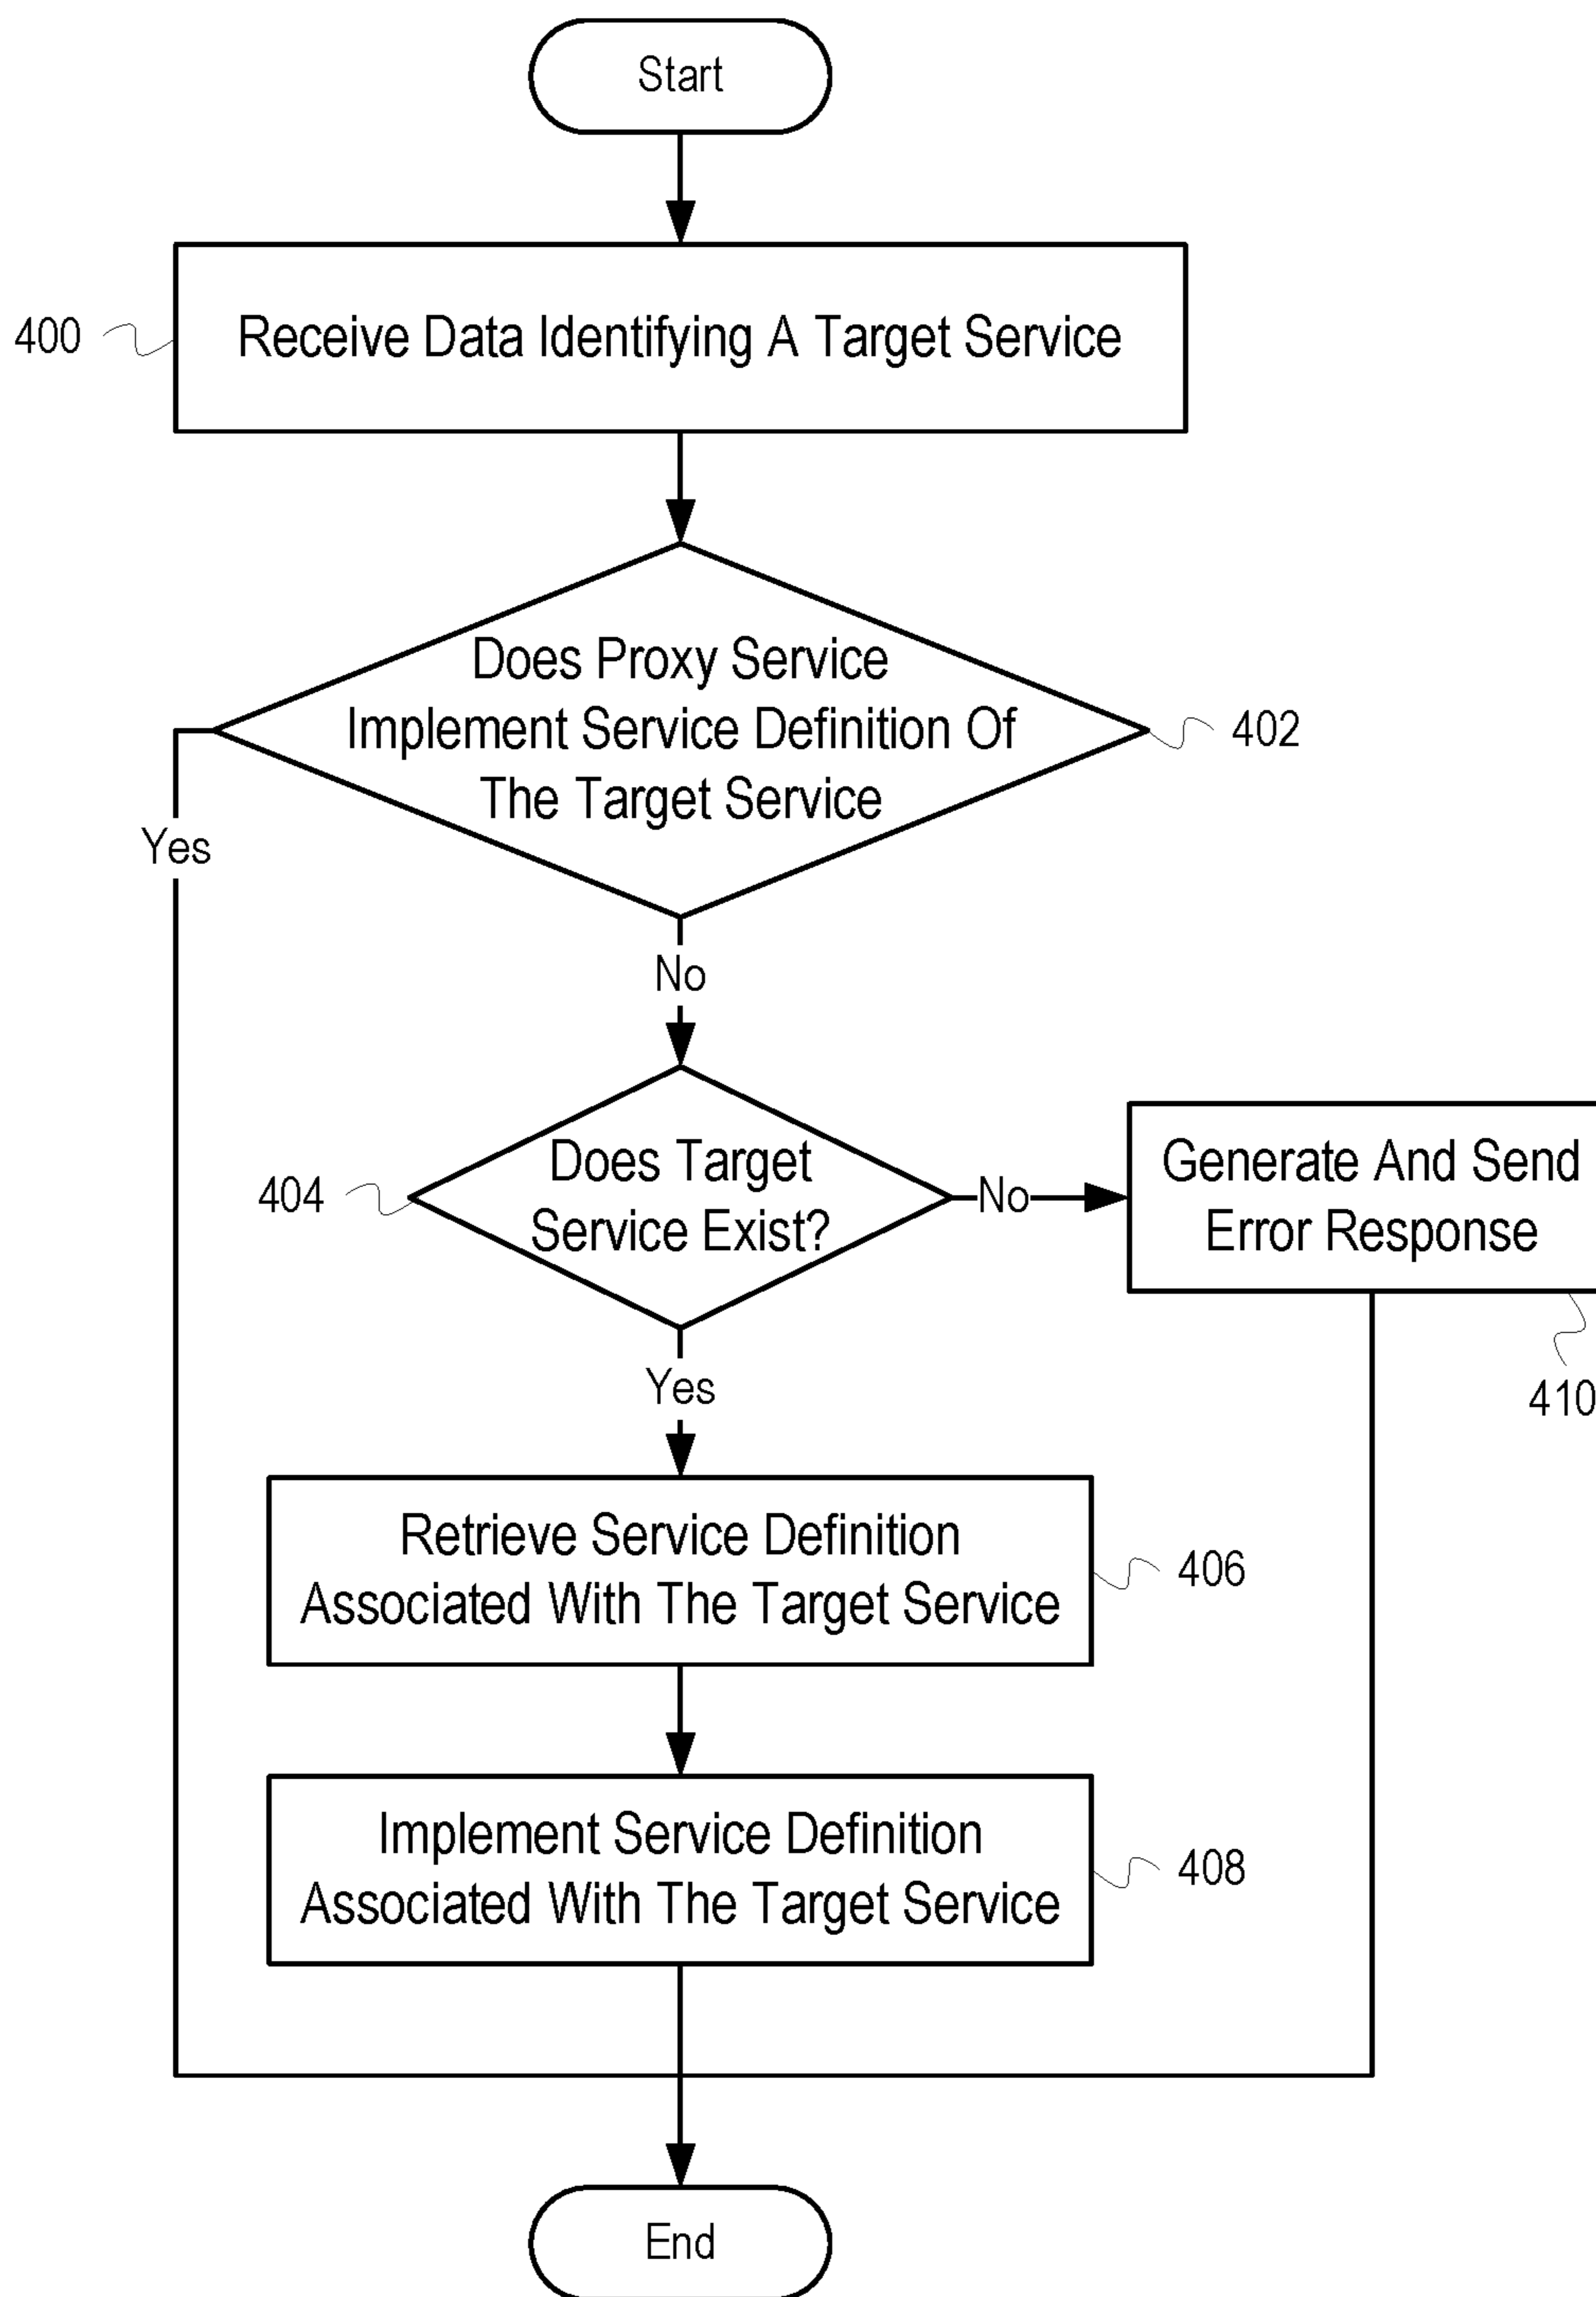 Start
400
Receive Data Identifying A Target Service
Does Proxy Service
Implement Service Definition Of
The Target Service
402
Yes
No
404
Does Target
Service Exist?
No
Generate And Send
Error Response
410
Yes
Retrieve Service Definition
Associated With The Target Service
406
Implement Service Definition
Associated With The Target Service
408
End